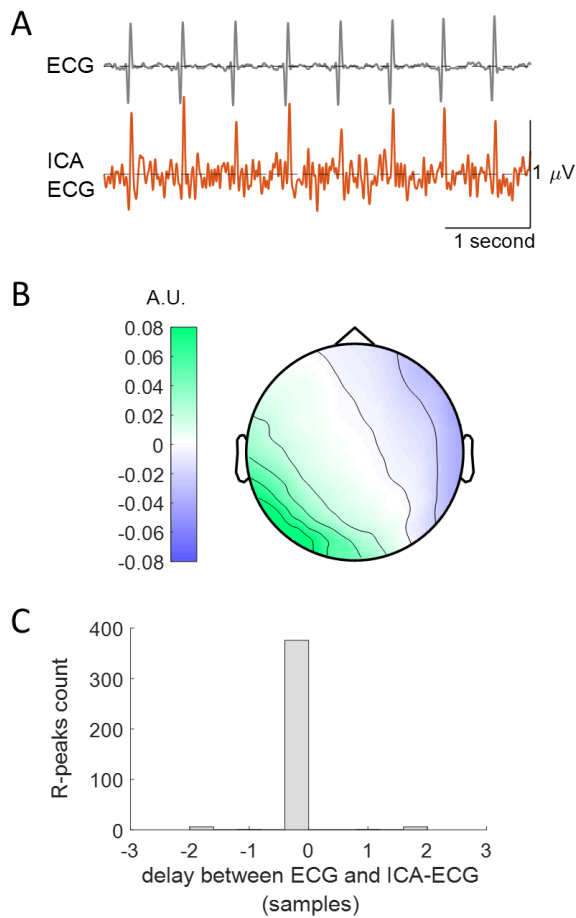 A
ECG
ICA
ECG
1 μV
1 second
B
A.U.
0.08
0.06
0.04
0.02
0
-0.02
-0.04
-0.06
-0.08
C
400
300
200
100
0
R-peaks count
-3 -2 -1 0 1 2 3
delay between ECG and ICA-ECG
(samples)